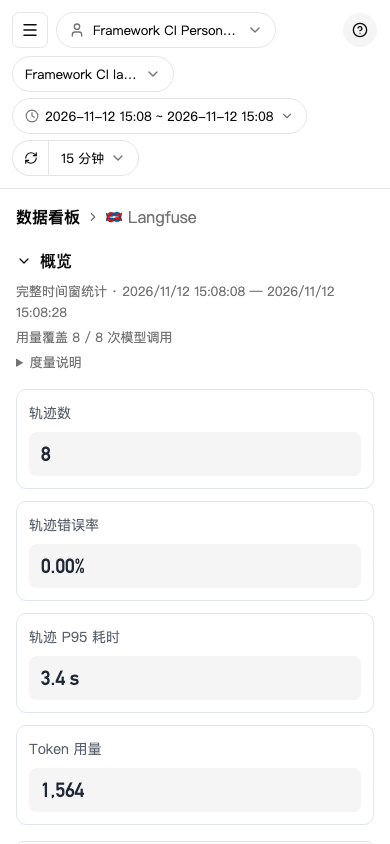 Framework CI Person...
Framework CI la...
2026-11-12 15:08 ~ 2026-11-12 15:08
15 分钟
数据看板 > Langfuse
概览
完整时间窗统计 · 2026/11/12 15:08:08 — 2026/11/12
15:08:28
用量覆盖 8 / 8 次模型调用
度量说明
轨迹数
8
轨迹错误率
0.00%
轨迹 P95 耗时
3.4 s
Token 用量
1,564